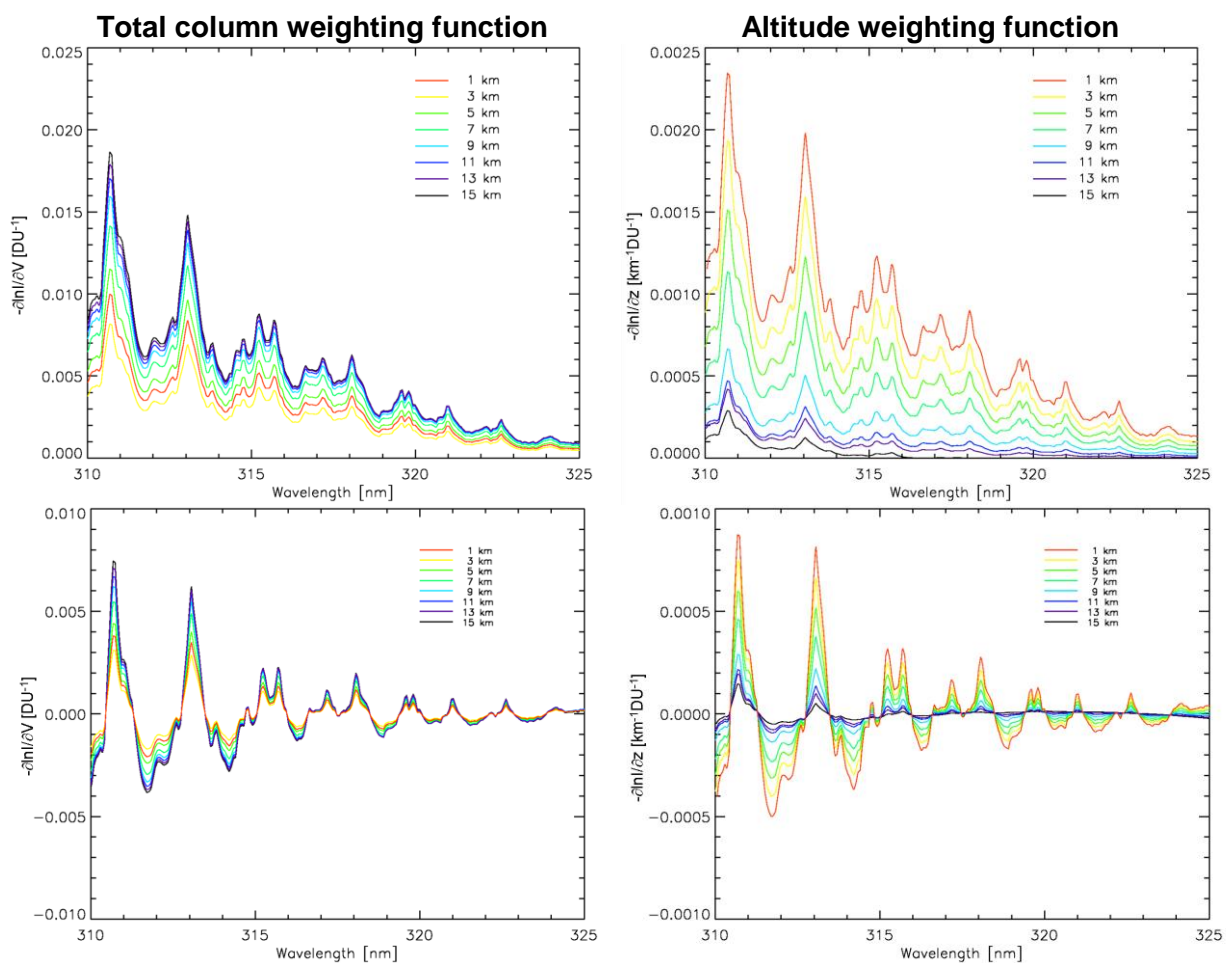 Total column weighting function
0.025
0.020
0.015
0.010
0.005
0.000
-∂lnI/∂V [DU⁻¹]
1 km
3 km
5 km
7 km
9 km
11 km
13 km
15 km
310 315 320 325
Wavelength [nm]
Altitude weighting function
0.0025
0.0020
0.0015
0.0010
0.0005
0.0000
-∂lnI/∂z [km⁻¹DU⁻¹]
1 km
3 km
5 km
7 km
9 km
11 km
13 km
15 km
310 315 320 325
Wavelength [nm]
0.010
0.005
0.000
−0.005
−0.010
-∂lnI/∂V [DU⁻¹]
1 km
3 km
5 km
7 km
9 km
11 km
13 km
15 km
310 315 320 325
Wavelength [nm]
0.0010
0.0005
0.0000
−0.0005
−0.0010
-∂lnI/∂z [km⁻¹DU⁻¹]
1 km
3 km
5 km
7 km
9 km
11 km
13 km
15 km
310 315 320 325
Wavelength [nm]